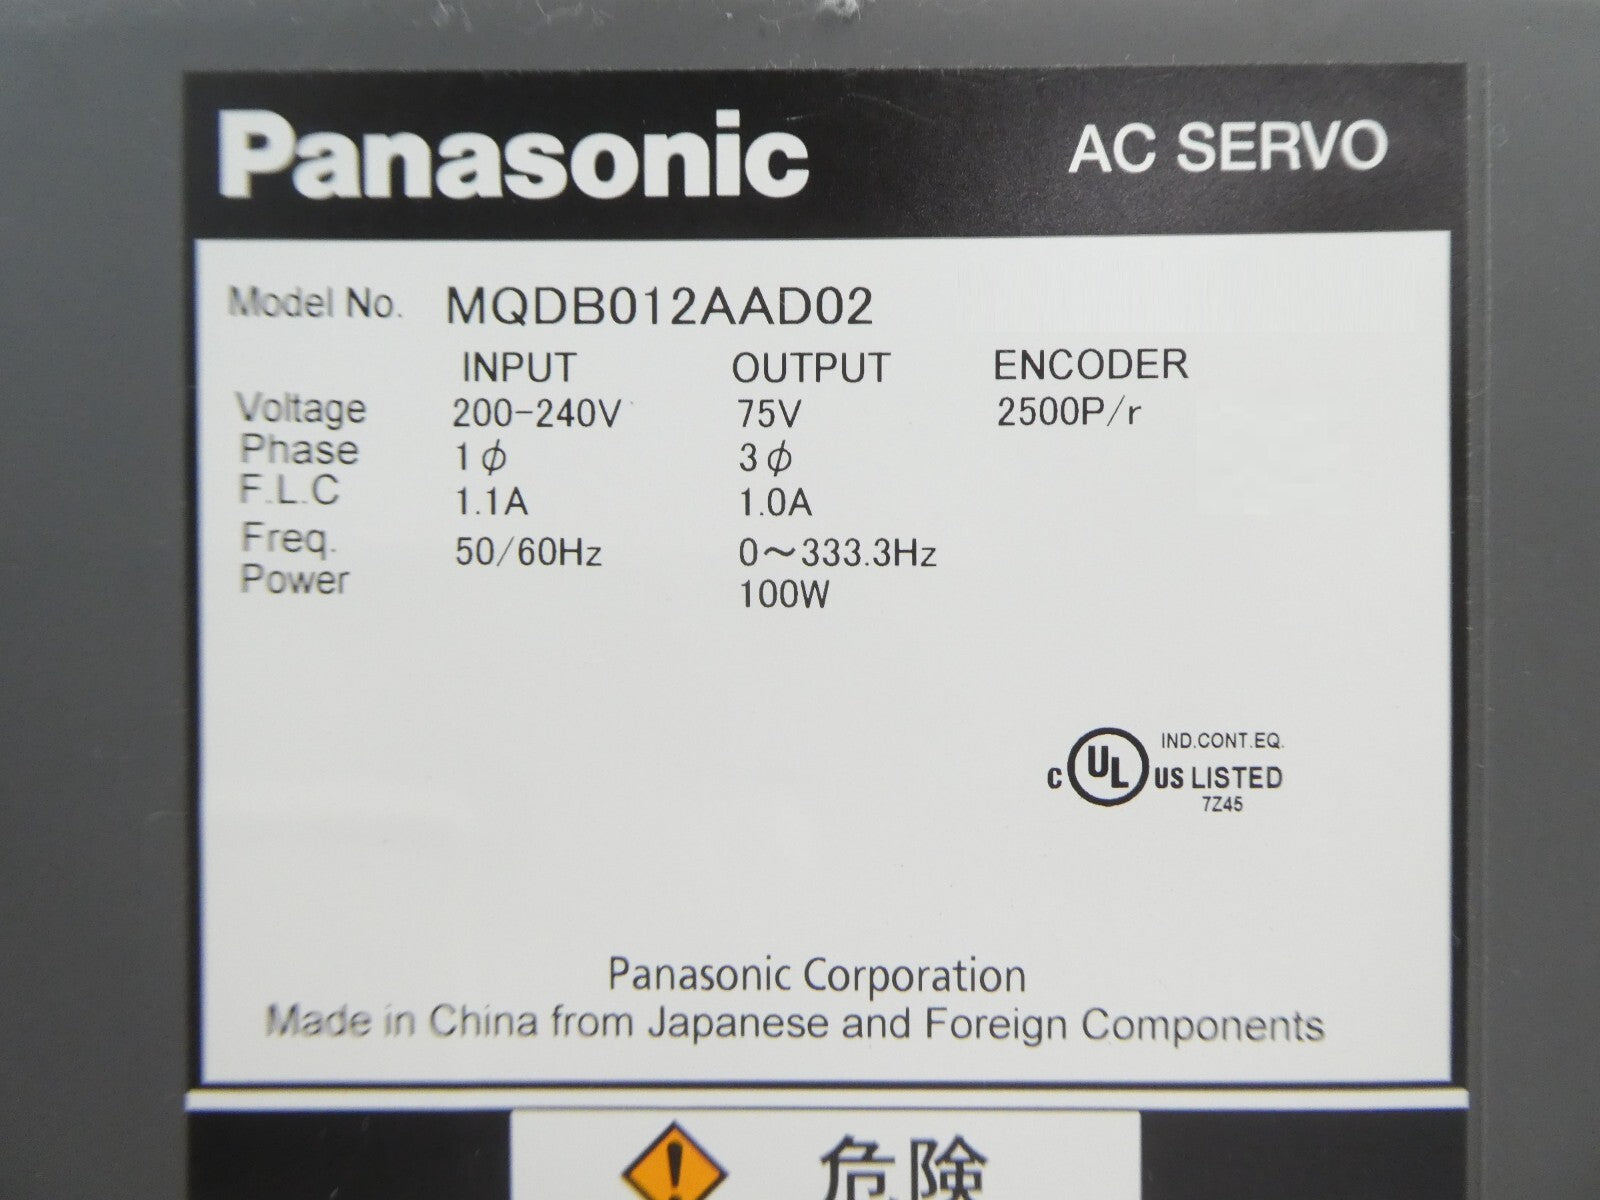 Panasonic AC SERVO
Model No. MQDB012AAD02
INPUT OUTPUT ENCODER
Voltage 200-240V 75V 2500P/r
Phase 1ϕ 3ϕ
F.L.C 1.1A 1.0A
Freq. 50/60Hz 0～333.3Hz
Power 100W
IND.CONT.EQ.
c UL US LISTED
7Z45
Panasonic Corporation
Made in China from Japanese and Foreign Components
危険